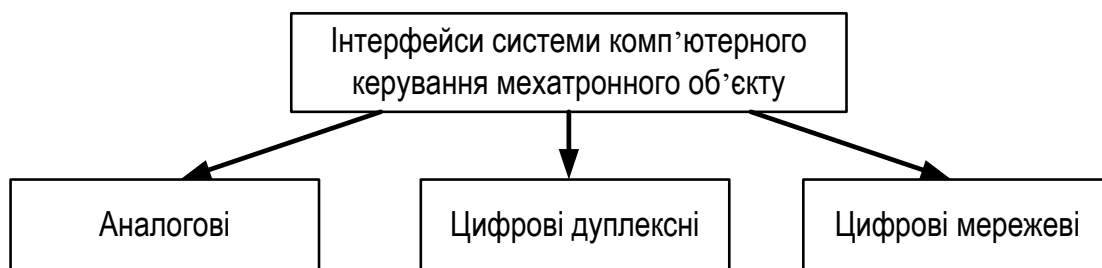 Інтерфейси системи комп’ютерного
керування мехатронного об’єкту
Аналогові
Цифрові дуплексні
Цифрові мережеві